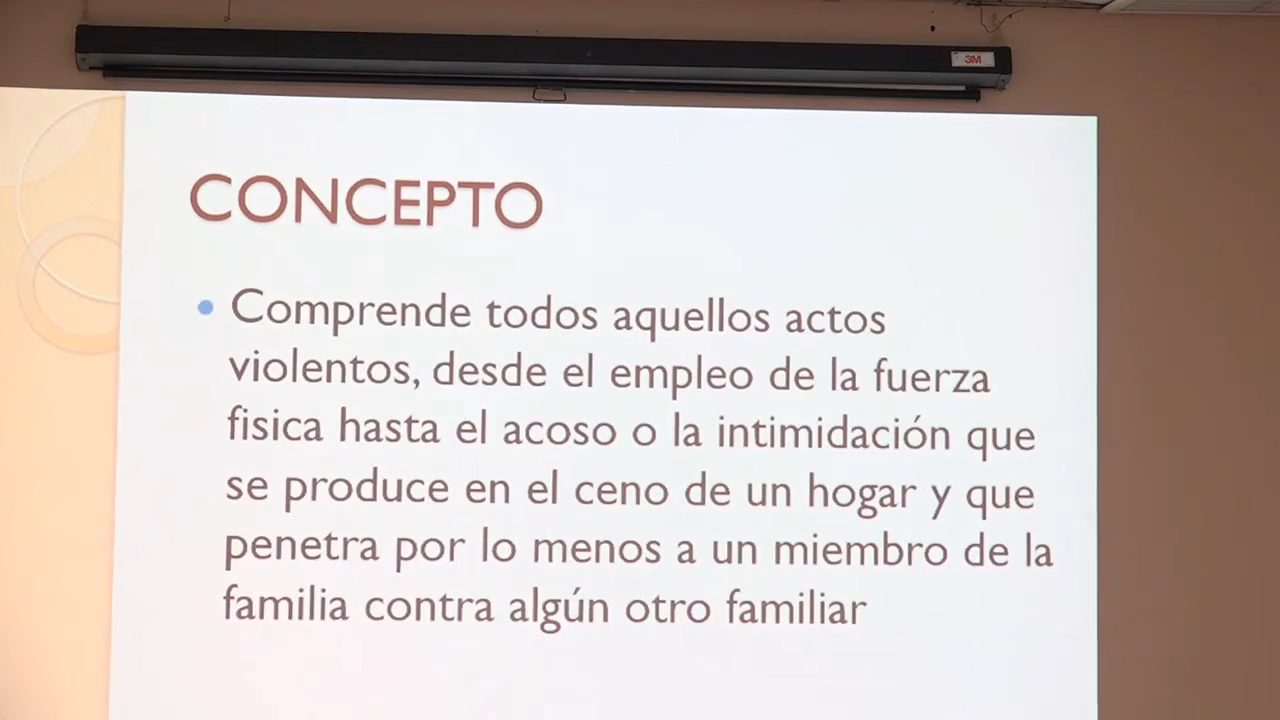 3M
CONCEPTO
• Comprende todos aquellos actos
violentos, desde el empleo de la fuerza
fisica hasta el acoso o la intimidación que
se produce en el ceno de un hogar y que
penetra por lo menos a un miembro de la
familia contra algún otro familiar